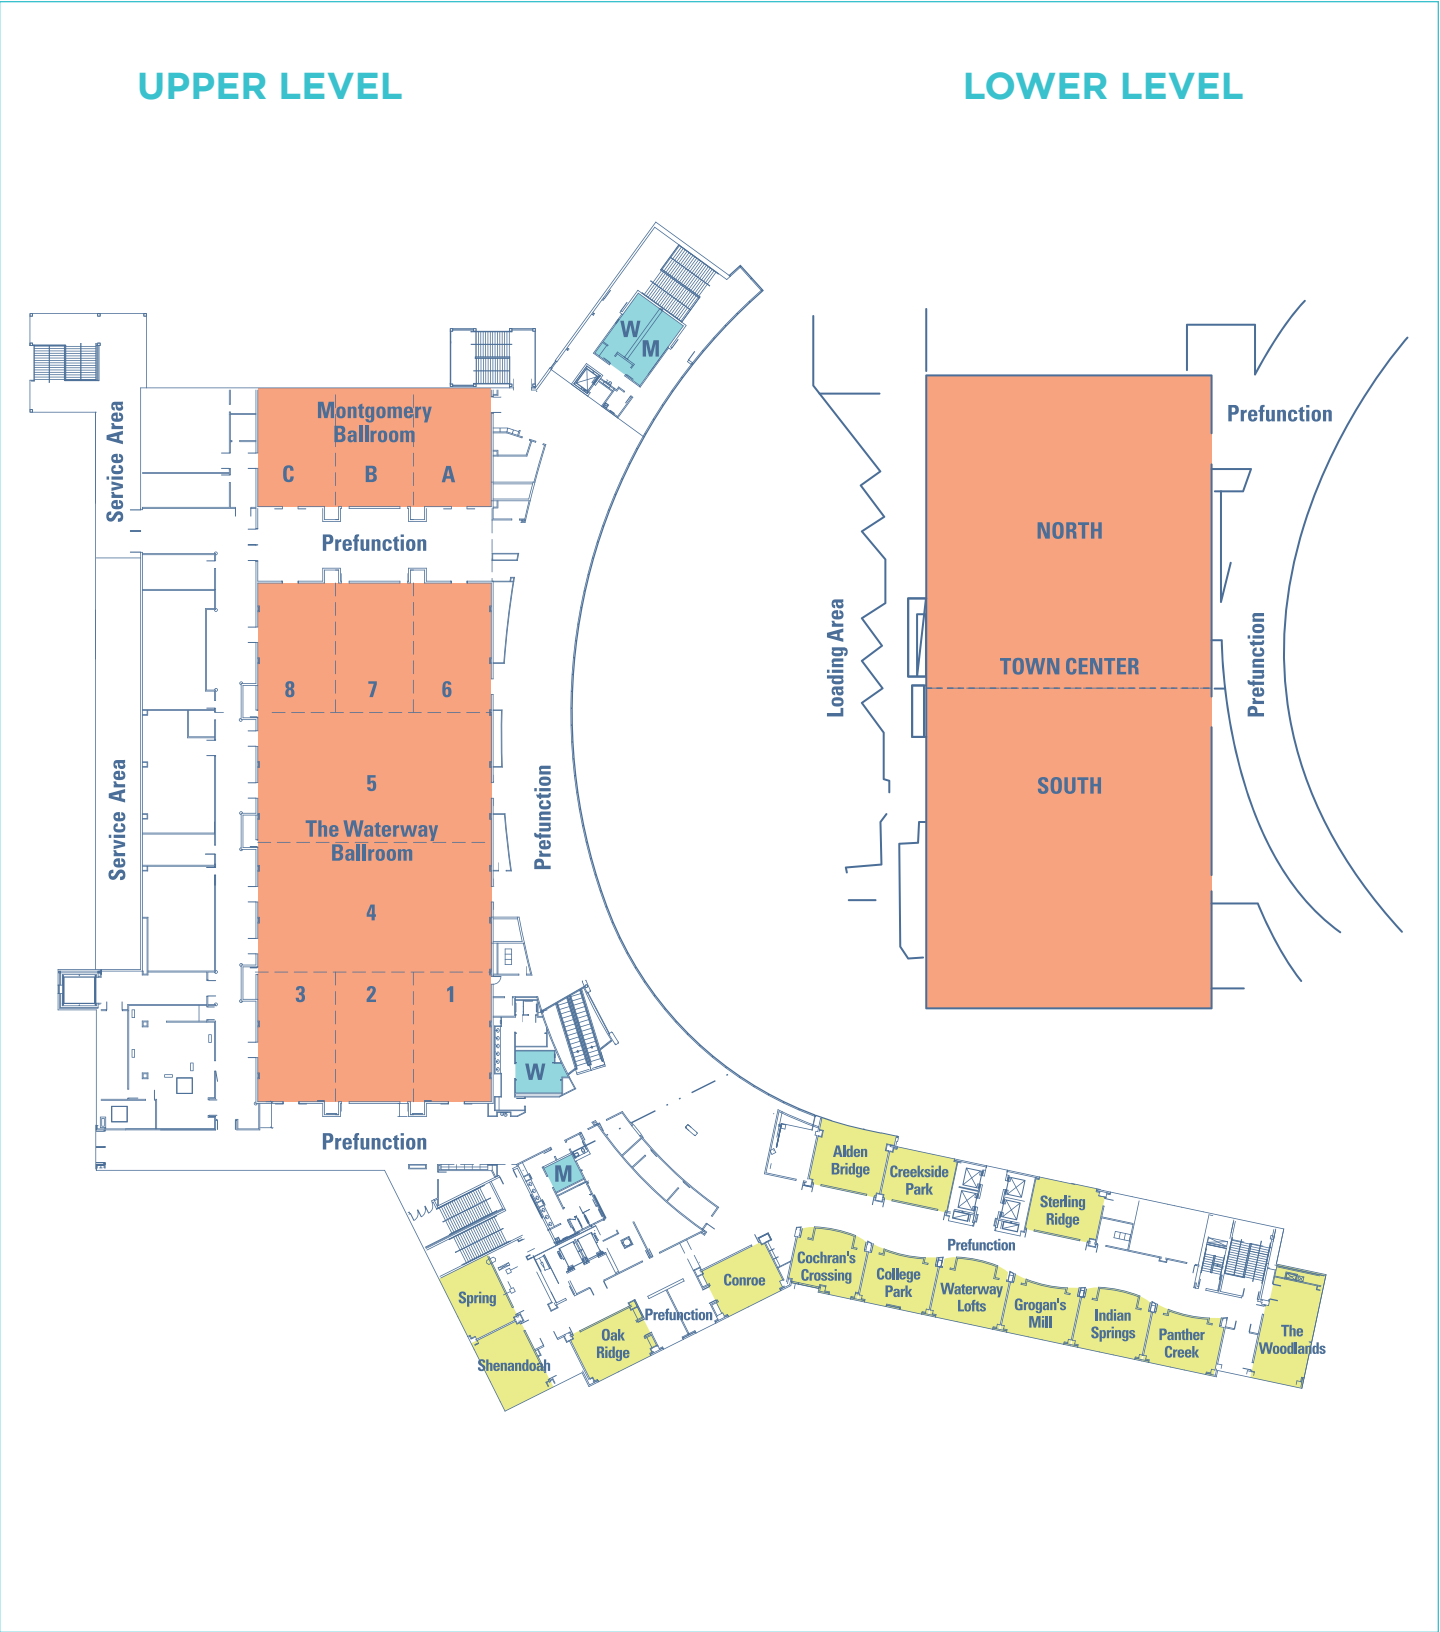 UPPER LEVEL
LOWER LEVEL
W
M
Service Area
Montgomery
Ballroom
C
B
A
Prefunction
8
7
6
5
The Waterway
Ballroom
4
3
2
1
Service Area
Prefunction
W
Prefunction
M
Prefunction
NORTH
TOWN CENTER
SOUTH
Loading Area
Prefunction
Alden
Bridge
Creekside
Park
Sterling
Ridge
Prefunction
Cochran's
Crossing
College
Park
Waterway
Lofts
Grogan's
Mill
Indian
Springs
Panther
Creek
The
Woodlands
Conroe
Prefunction
Oak
Ridge
Spring
Shenandoah